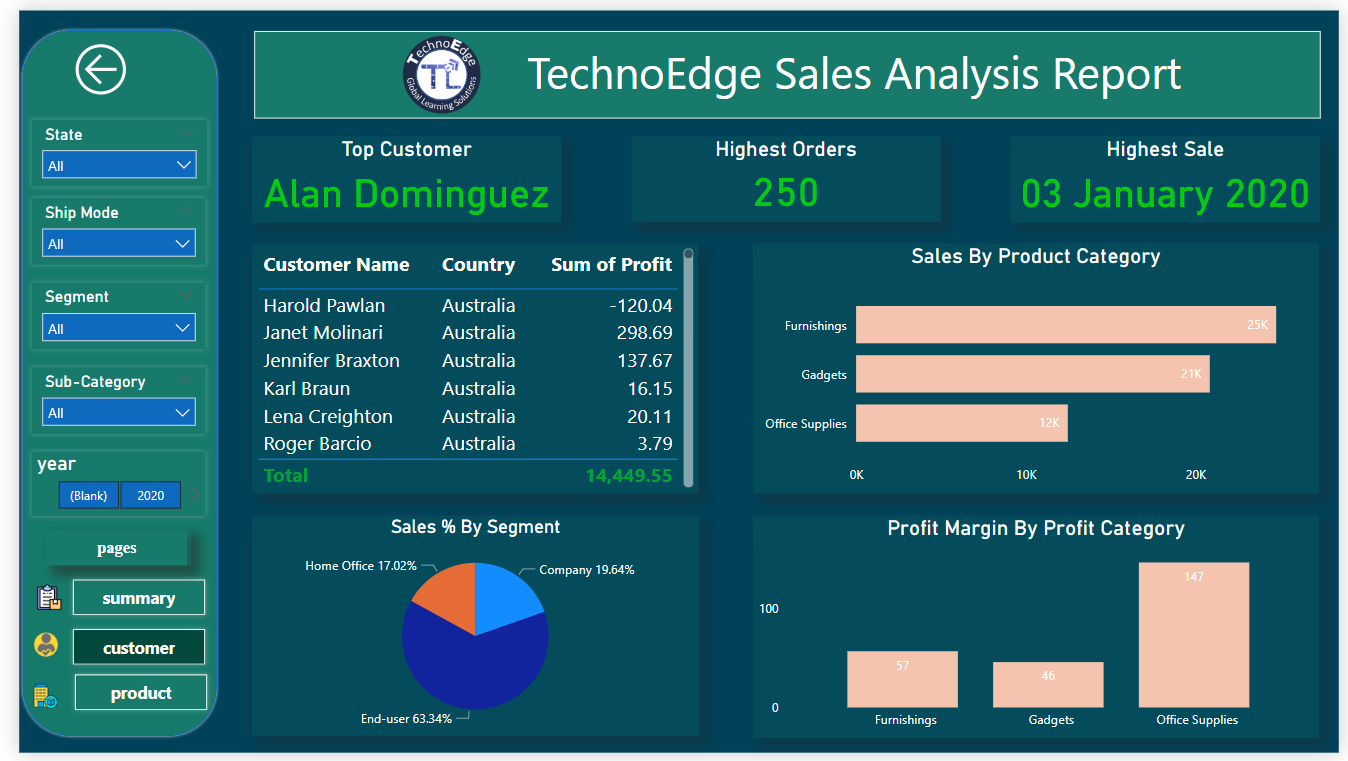 TechnoEdge
TL
Global Learning Solutions
TechnoEdge Sales Analysis Report
State
All
Ship Mode
All
Segment
All
Sub-Category
All
year
(Blank) 2020
pages
summary
customer
product
Top Customer
Alan Dominguez
Highest Orders
250
Highest Sale
03 January 2020
Customer Name Country Sum of Profit
Harold Pawlan Australia -120.04
Janet Molinari Australia 298.69
Jennifer Braxton Australia 137.67
Karl Braun Australia 16.15
Lena Creighton Australia 20.11
Roger Barcio Australia 3.79
Total 14,449.55
Sales By Product Category
Furnishings 25K
Gadgets 21K
Office Supplies 12K
0K 10K 20K
Sales % By Segment
Home Office 17.02%
Company 19.64%
End-user 63.34%
Profit Margin By Profit Category
147
100
57
46
0
Furnishings Gadgets Office Supplies